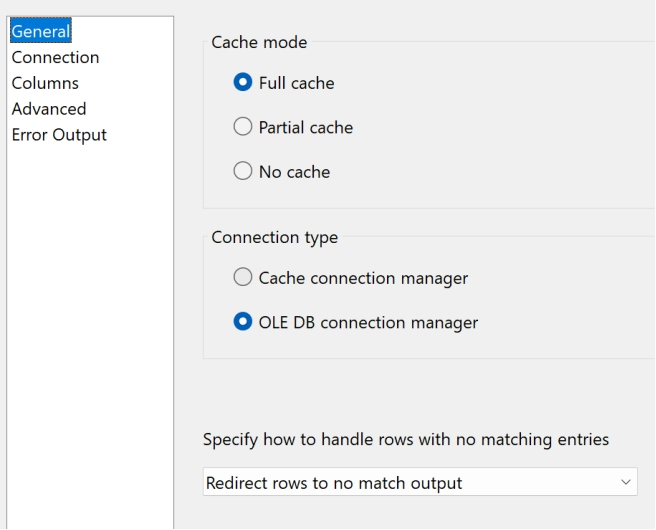 General
Connection
Columns
Advanced
Error Output
Cache mode
Full cache
Partial cache
No cache
Connection type
Cache connection manager
OLE DB connection manager
Specify how to handle rows with no matching entries
Redirect rows to no match output